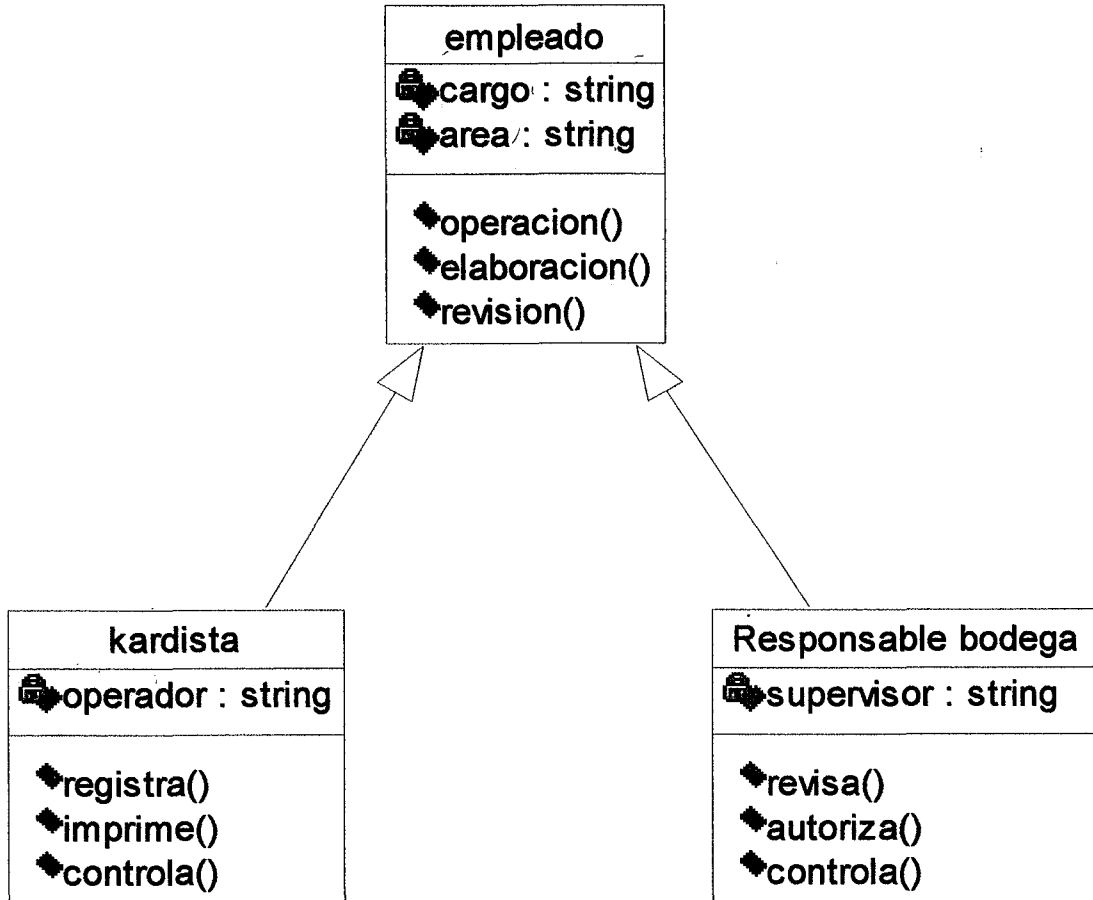 empleado
cargo : string
area : string
operacion()
elaboracion()
revision()
kardista
operador : string
registra()
imprime()
controla()
Responsable bodega
supervisor : string
revisa()
autoriza()
controla()